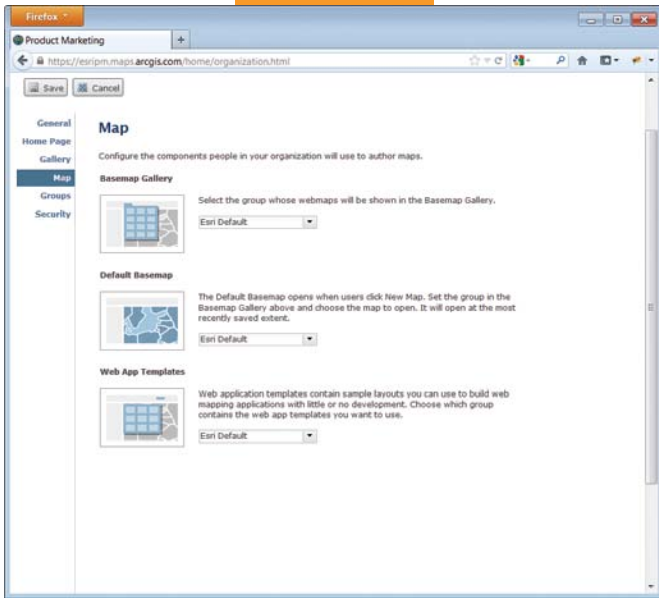 Firefox
Product Marketing
https://esripm.maps.arcgis.com/home/organization.html
Save
Cancel
General
Home Page
Gallery
Map
Groups
Security
Map
Configure the components people in your organization will use to author maps.
Basemap Gallery
Select the group whose webmaps will be shown in the Basemap Gallery.
Esri Default
Default Basemap
The Default Basemap opens when users click New Map. Set the group in the
Basemap Gallery above and choose the map to open. It will open at the most
recently saved extent.
Esri Default
Web App Templates
Web application templates contain sample layouts you can use to build web
mapping applications with little or no development. Choose which group
contains the web app templates you want to use.
Esri Default